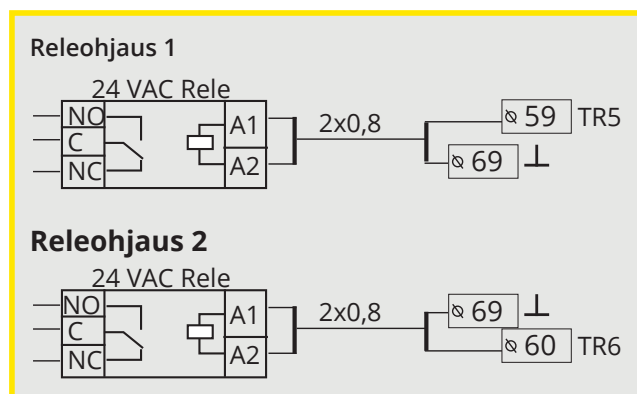 Releohjaus 1
24 VAC Rele
NO
C
NC
A1
A2
2x0,8
59 TR5
69
Releohjaus 2
24 VAC Rele
NO
C
NC
A1
A2
2x0,8
69
60 TR6